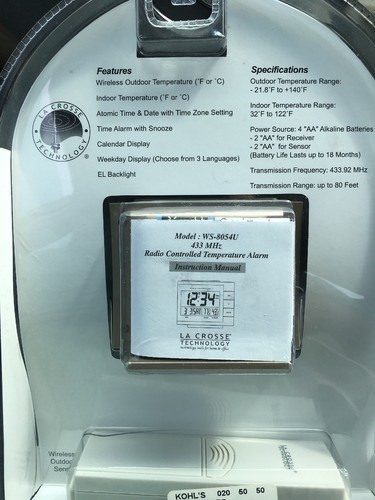 Features
Wireless Outdoor Temperature (°F or °C)
Indoor Temperature (°F or °C)
Atomic Time & Date with Time Zone Setting
Time Alarm with Snooze
Calendar Display
Weekday Display (Choose from 3 Languages)
EL Backlight
Specifications
Outdoor Temperature Range:
- 21.8°F to +140°F
Indoor Temperature Range:
32°F to 122°F
Power Source: 4 "AA" Alkaline Batteries
- 2 "AA" for Receiver
- 2 "AA" for Sensor
(Battery Life Lasts up to 18 Months)
Transmission Frequency: 433.92 MHz
Transmission Range: up to 80 Feet
LA CROSSE
TECHNOLOGY
®
Model : WS-8054U
433 MHz
Radio Controlled Temperature Alarm
Instruction Manual
12:34
LA CROSSE
TECHNOLOGY
Wireless
Outdoor
LA CROSSE
TECHNOLOGY
KOHL'S 020 50 50